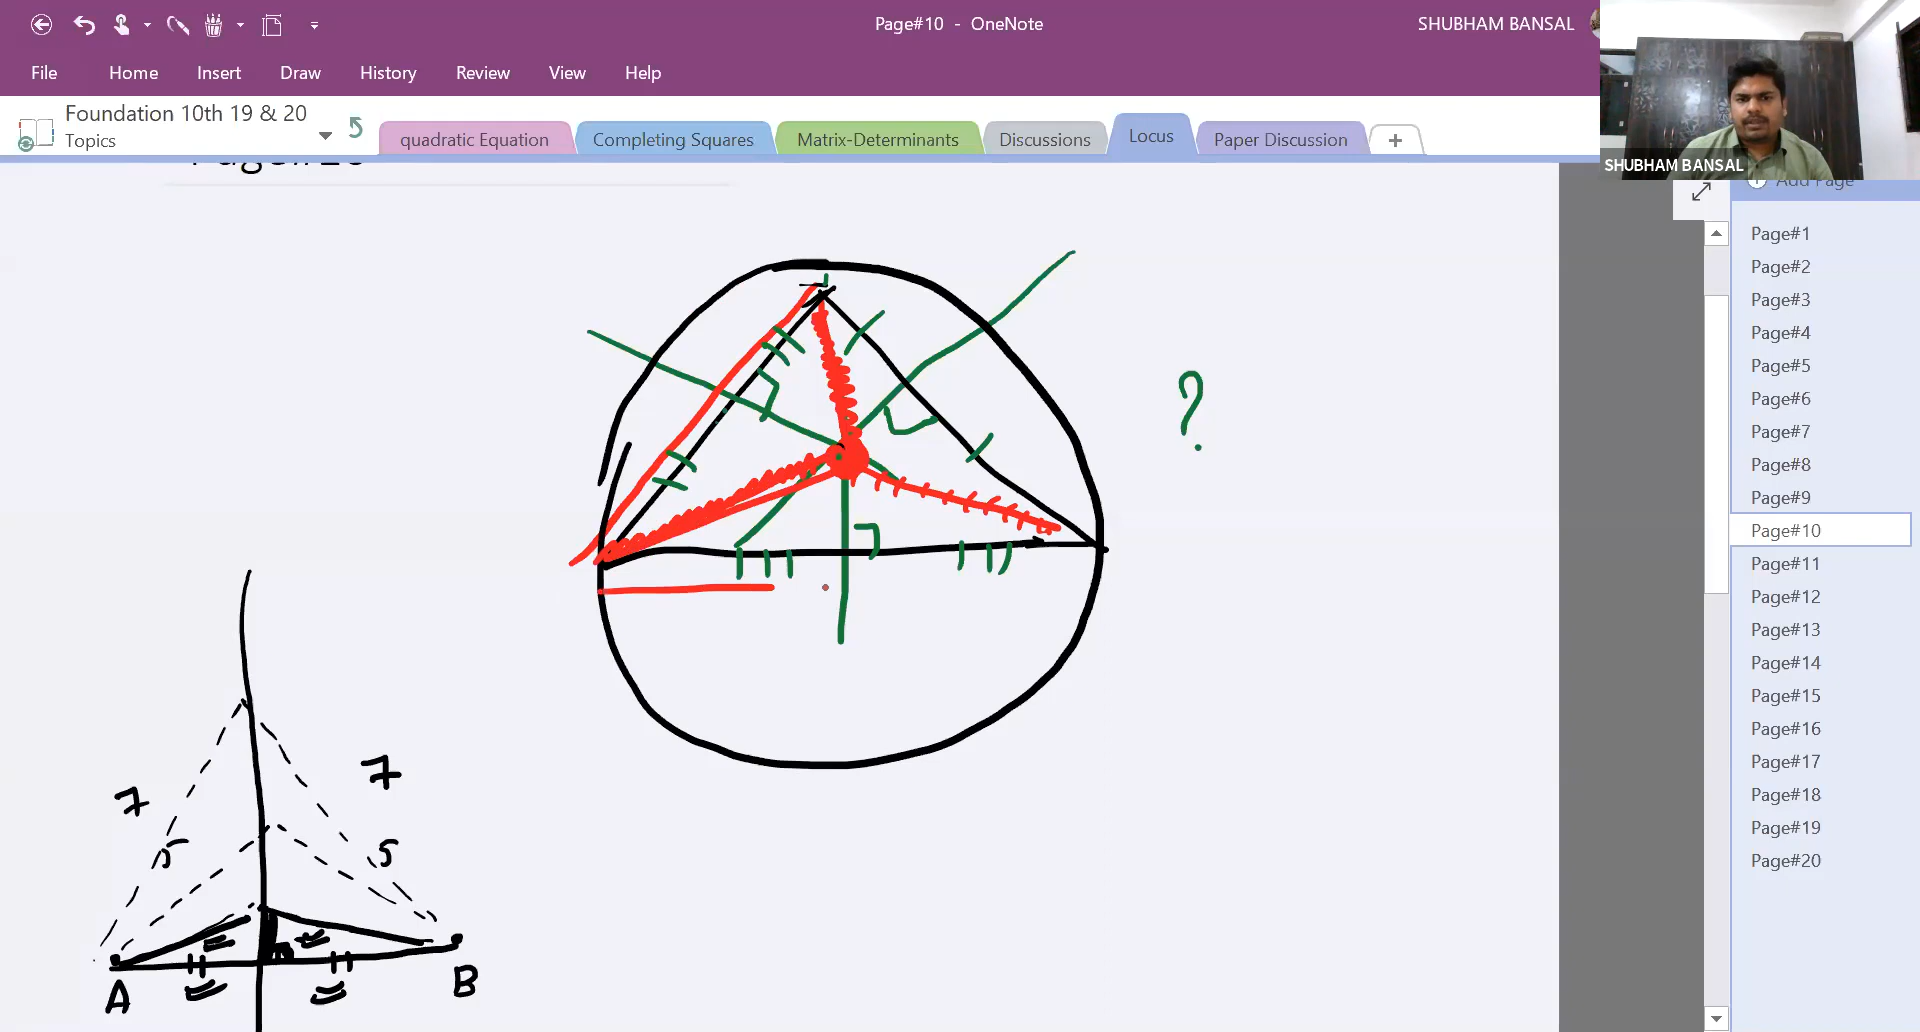 Page#10 - OneNote
SHUBHAM BANSAL
File Home Insert Draw History Review View Help
Foundation 10th 19 & 20
Topics
quadratic Equation
Completing Squares
Matrix-Determinants
Discussions
Locus
Paper Discussion
+
SHUBHAM BANSAL
Add Page
Page#1
Page#2
Page#3
Page#4
Page#5
Page#6
Page#7
Page#8
Page#9
Page#10
Page#11
Page#12
Page#13
Page#14
Page#15
Page#16
Page#17
Page#18
Page#19
Page#20
?
7
7
5
5
A
B